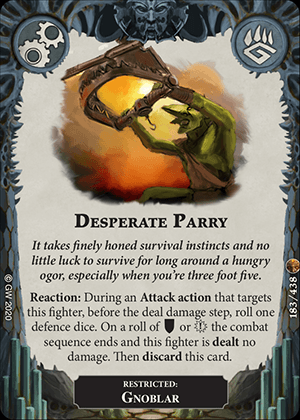 DESPERATE PARRY
It takes finely honed survival instincts and no
little luck to survive for long around a hungry
ogor, especially when you're three foot five.
Reaction: During an Attack action that targets
this fighter, before the deal damage step, roll one
defence dice. On a roll of or the combat
sequence ends and this fighter is dealt no
damage. Then discard this card.
RESTRICTED:
GNOBLAR
© GW 2020
183/438